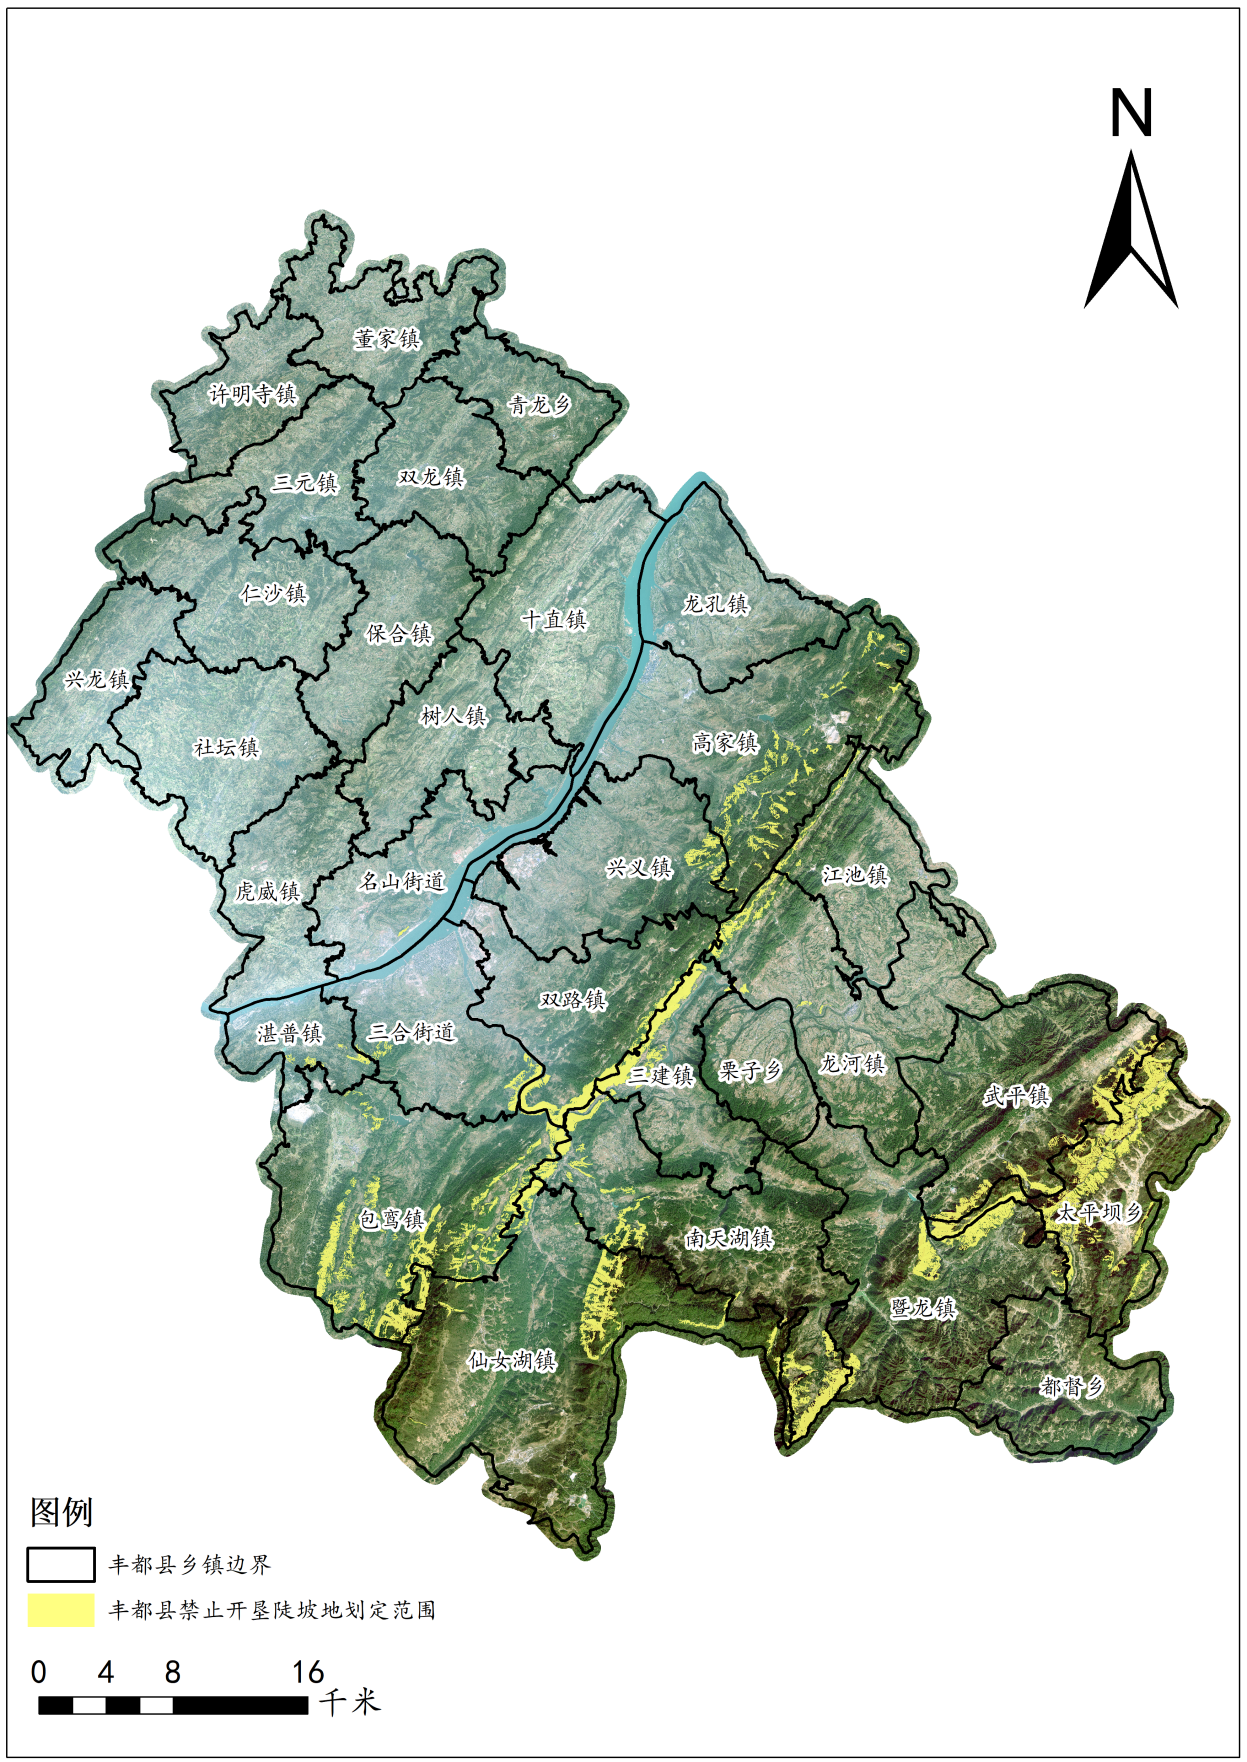 N
董家镇
许明寺镇
青龙乡
三元镇
双龙镇
仁沙镇
龙孔镇
十直镇
保合镇
兴龙镇
树人镇
社坛镇
高家镇
兴义镇
江池镇
名山街道
虎威镇
双路镇
湛普镇
三合街道
三建镇
栗子乡
龙河镇
武平镇
包鸾镇
太平坝乡
南天湖镇
暨龙镇
仙女湖镇
都督乡
图例
丰都县乡镇边界
丰都县禁止开垦陡坡地划定范围
0 4 8 16
千米